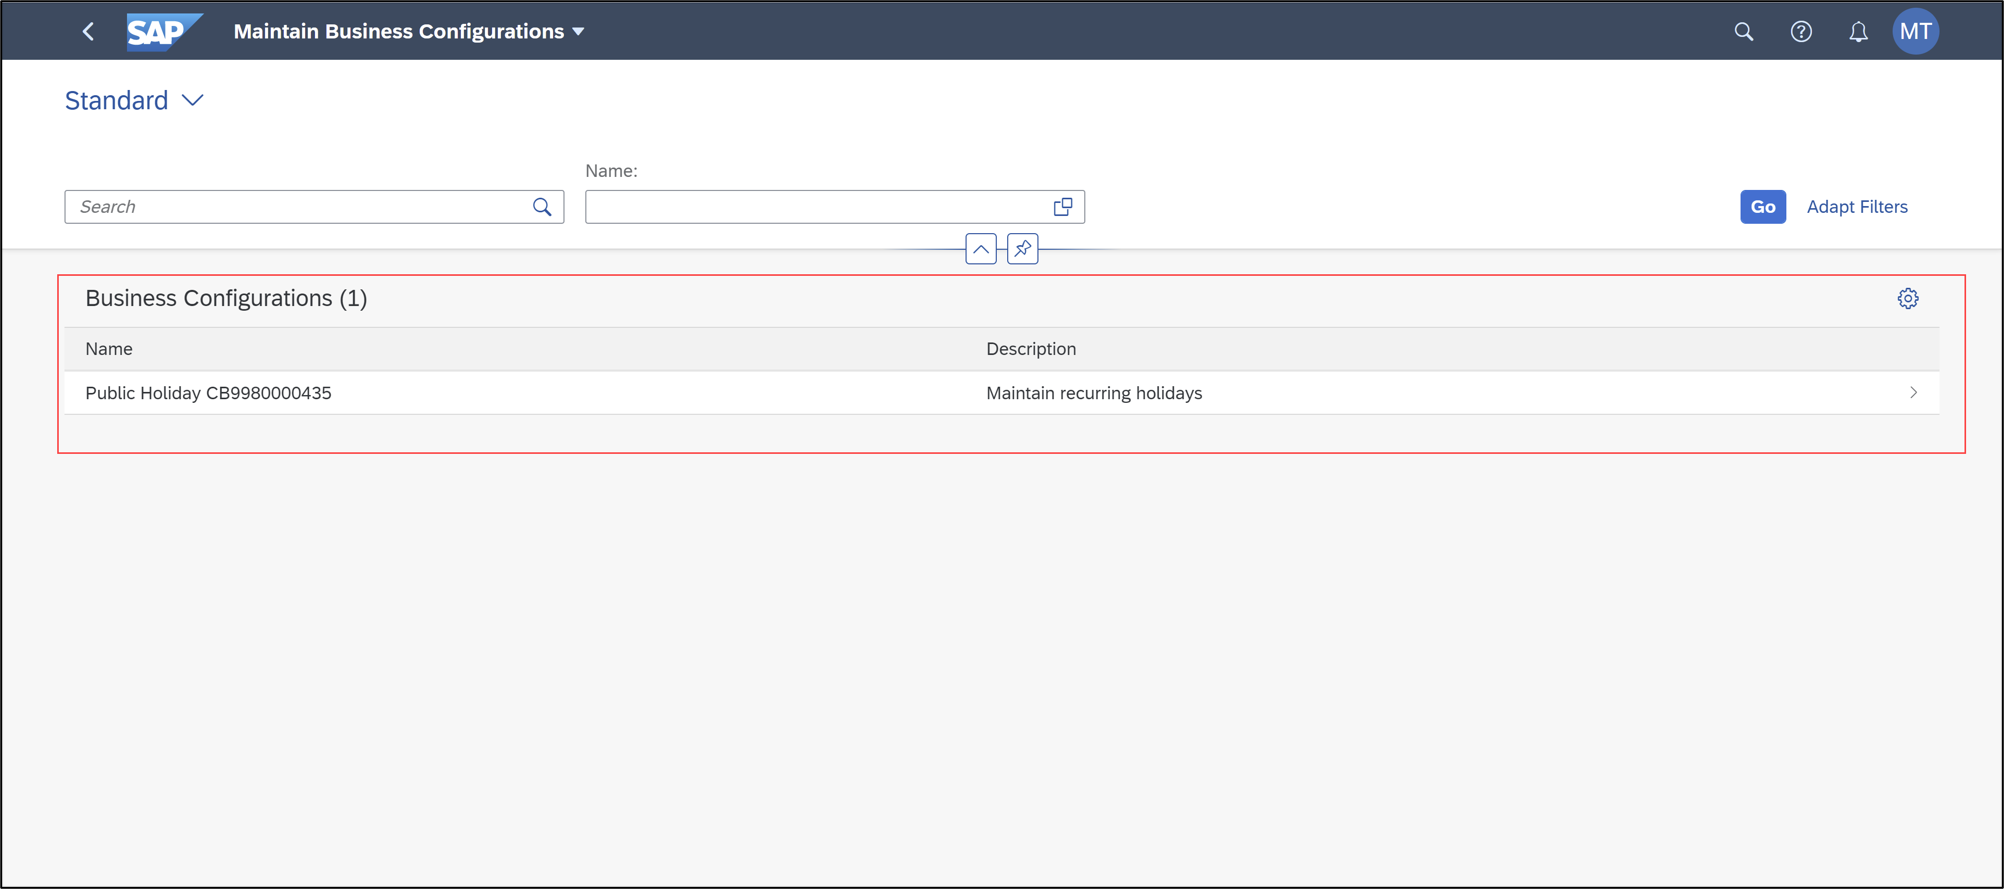 SAP Maintain Business Configurations MT
Standard
Name:
Search
Go Adapt Filters
Business Configurations (1)
Name Description
Public Holiday CB9980000435 Maintain recurring holidays